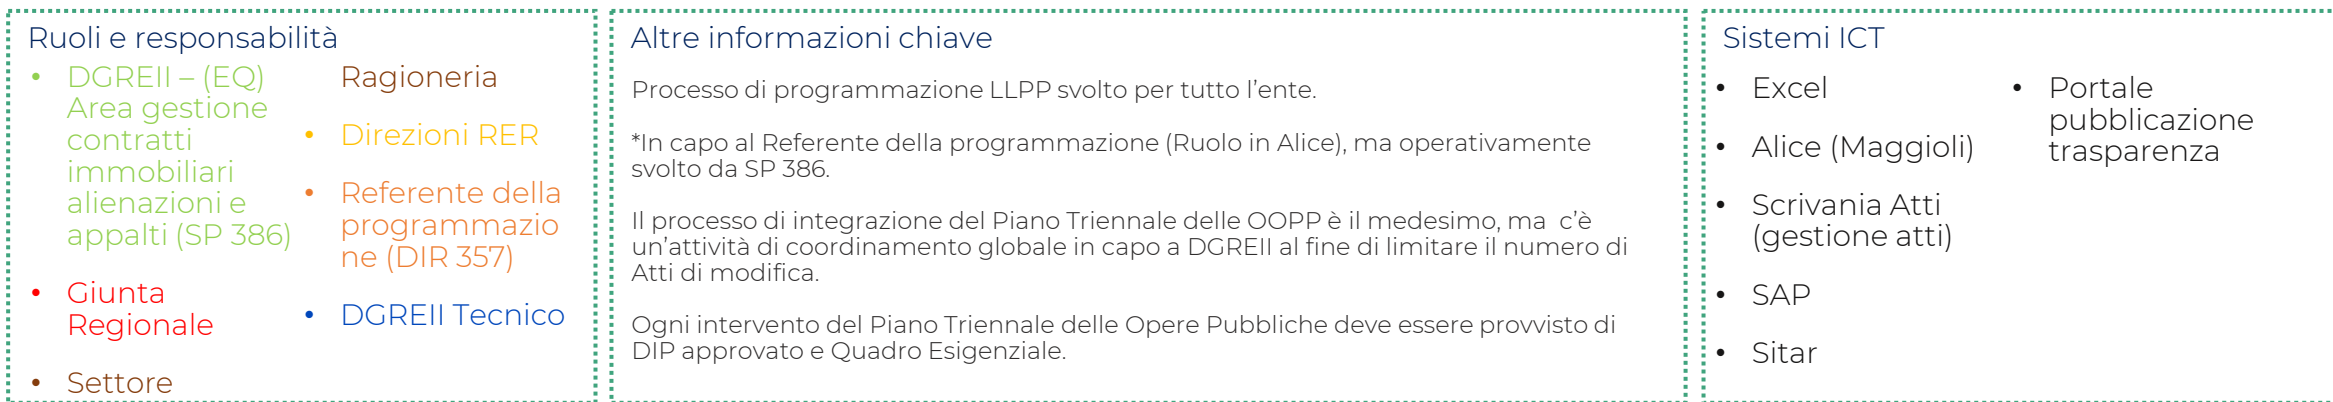 Ruoli e responsabilità
• DGREII – (EQ)
Area gestione
contratti
immobiliari
alienazioni e
appalti (SP 386)
• Giunta
Regionale
• Settore
Ragioneria
• Direzioni RER
• Referente della
programmazio
ne (DIR 357)
• DGREII Tecnico
Altre informazioni chiave
Processo di programmazione LLPP svolto per tutto l'ente.
*In capo al Referente della programmazione (Ruolo in Alice), ma operativamente
svolto da SP 386.
Il processo di integrazione del Piano Triennale delle OOPP è il medesimo, ma c'è
un'attività di coordinamento globale in capo a DGREII al fine di limitare il numero di
Atti di modifica.
Ogni intervento del Piano Triennale delle Opere Pubbliche deve essere provvisto di
DIP approvato e Quadro Esigenziale.
Sistemi ICT
• Excel
• Alice (Maggioli)
• Scrivania Atti
(gestione atti)
• SAP
• Sitar
• Portale
pubblicazione
trasparenza